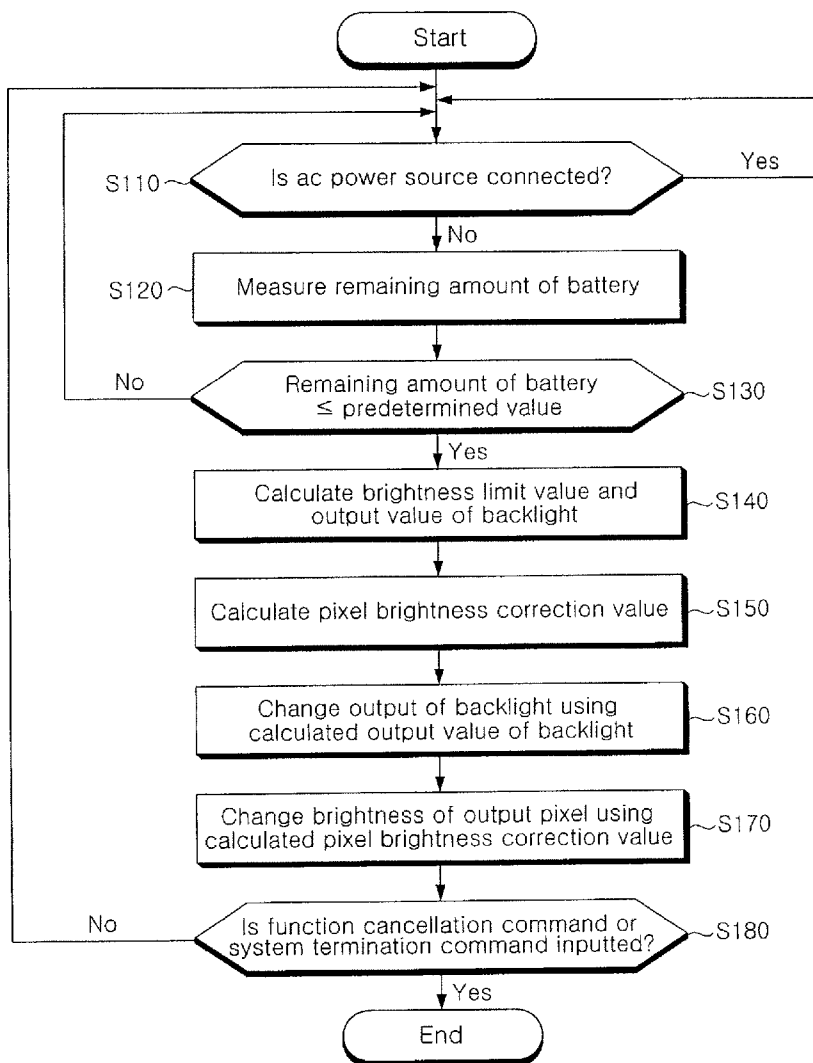 Start
S110
Is ac power source connected?
Yes
No
S120
Measure remaining amount of battery
No
Remaining amount of battery
≤ predetermined value
S130
Yes
Calculate brightness limit value and
output value of backlight
S140
Calculate pixel brightness correction value
S150
Change output of backlight using
calculated output value of backlight
S160
Change brightness of output pixel using
calculated pixel brightness correction value
S170
No
Is function cancellation command or
system termination command inputted?
S180
Yes
End